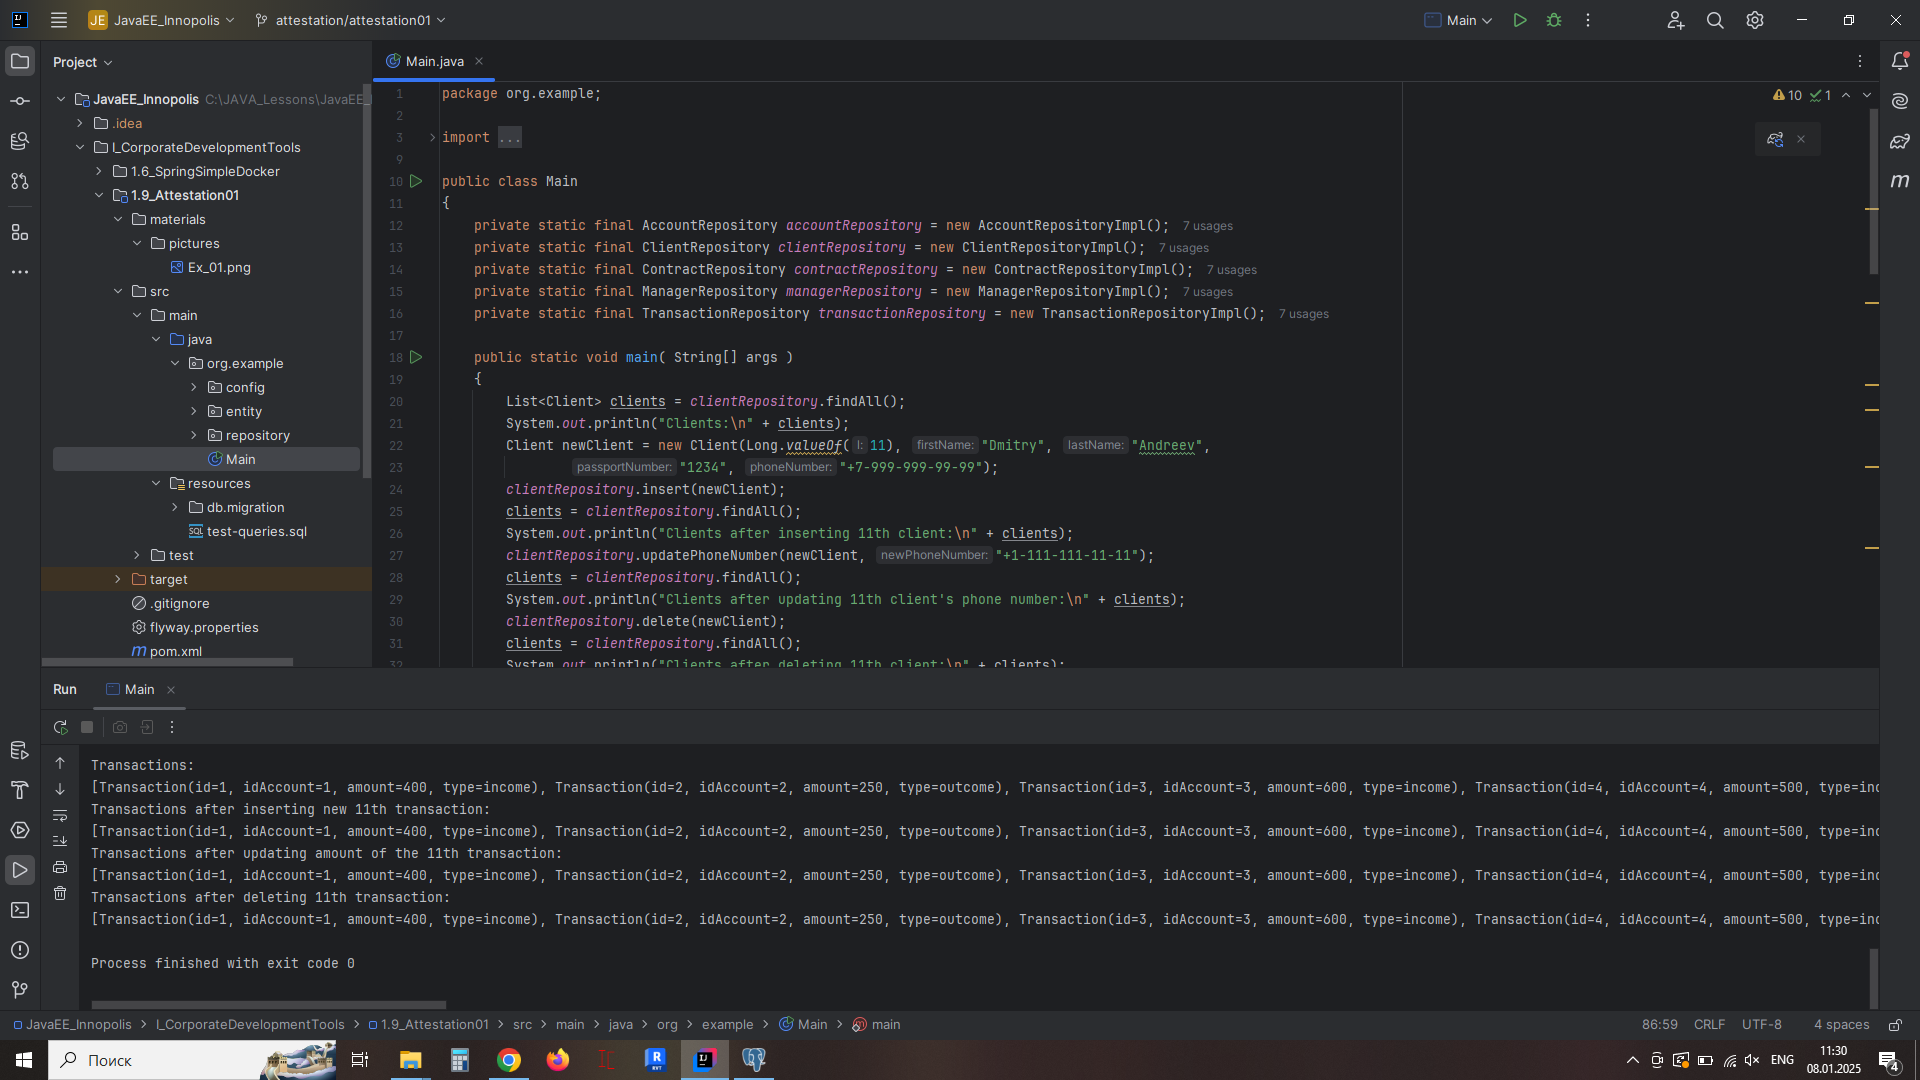 JE JavaEE_Innopolis attestation/attestation01 Main
Project
Main.java
JavaEE_Innopolis C:\JAVA_Lessons\JavaEE_
.idea
I_CorporateDevelopmentTools
1.6_SpringSimpleDocker
1.9_Attestation01
materials
pictures
Ex_01.png
src
main
java
org.example
config
entity
repository
Main
resources
db.migration
test-queries.sql
test
target
.gitignore
flyway.properties
pom.xml
10 1
1 package org.example;
2
3 import ...
9
10 public class Main
11 {
12 private static final AccountRepository accountRepository = new AccountRepositoryImpl(); 7 usages
13 private static final ClientRepository clientRepository = new ClientRepositoryImpl(); 7 usages
14 private static final ContractRepository contractRepository = new ContractRepositoryImpl(); 7 usages
15 private static final ManagerRepository managerRepository = new ManagerRepositoryImpl(); 7 usages
16 private static final TransactionRepository transactionRepository = new TransactionRepositoryImpl(); 7 usages
17
18 public static void main( String[] args )
19 {
20 List<Client> clients = clientRepository.findAll();
21 System.out.println("Clients:\n" + clients);
22 Client newClient = new Client(Long.valueOf( l: 11), firstName: "Dmitry", lastName: "Andreev",
23 passportNumber: "1234", phoneNumber: "+7-999-999-99-99");
24 clientRepository.insert(newClient);
25 clients = clientRepository.findAll();
26 System.out.println("Clients after inserting 11th client:\n" + clients);
27 clientRepository.updatePhoneNumber(newClient, newPhoneNumber: "+1-111-111-11-11");
28 clients = clientRepository.findAll();
29 System.out.println("Clients after updating 11th client's phone number:\n" + clients);
30 clientRepository.delete(newClient);
31 clients = clientRepository.findAll();
32 System.out.println("Clients after deleting 11th client:\n" + clients);
Run Main
Transactions:
[Transaction(id=1, idAccount=1, amount=400, type=income), Transaction(id=2, idAccount=2, amount=250, type=outcome), Transaction(id=3, idAccount=3, amount=600, type=income), Transaction(id=4, idAccount=4, amount=500, type=inc
Transactions after inserting new 11th transaction:
[Transaction(id=1, idAccount=1, amount=400, type=income), Transaction(id=2, idAccount=2, amount=250, type=outcome), Transaction(id=3, idAccount=3, amount=600, type=income), Transaction(id=4, idAccount=4, amount=500, type=inc
Transactions after updating amount of the 11th transaction:
[Transaction(id=1, idAccount=1, amount=400, type=income), Transaction(id=2, idAccount=2, amount=250, type=outcome), Transaction(id=3, idAccount=3, amount=600, type=income), Transaction(id=4, idAccount=4, amount=500, type=inc
Transactions after deleting 11th transaction:
[Transaction(id=1, idAccount=1, amount=400, type=income), Transaction(id=2, idAccount=2, amount=250, type=outcome), Transaction(id=3, idAccount=3, amount=600, type=income), Transaction(id=4, idAccount=4, amount=500, type=inc
Process finished with exit code 0
JavaEE_Innopolis > I_CorporateDevelopmentTools > 1.9_Attestation01 > src > main > java > org > example > Main > main 86:59 CRLF UTF-8 4 spaces
Поиск
ENG
11:30
08.01.2025
4